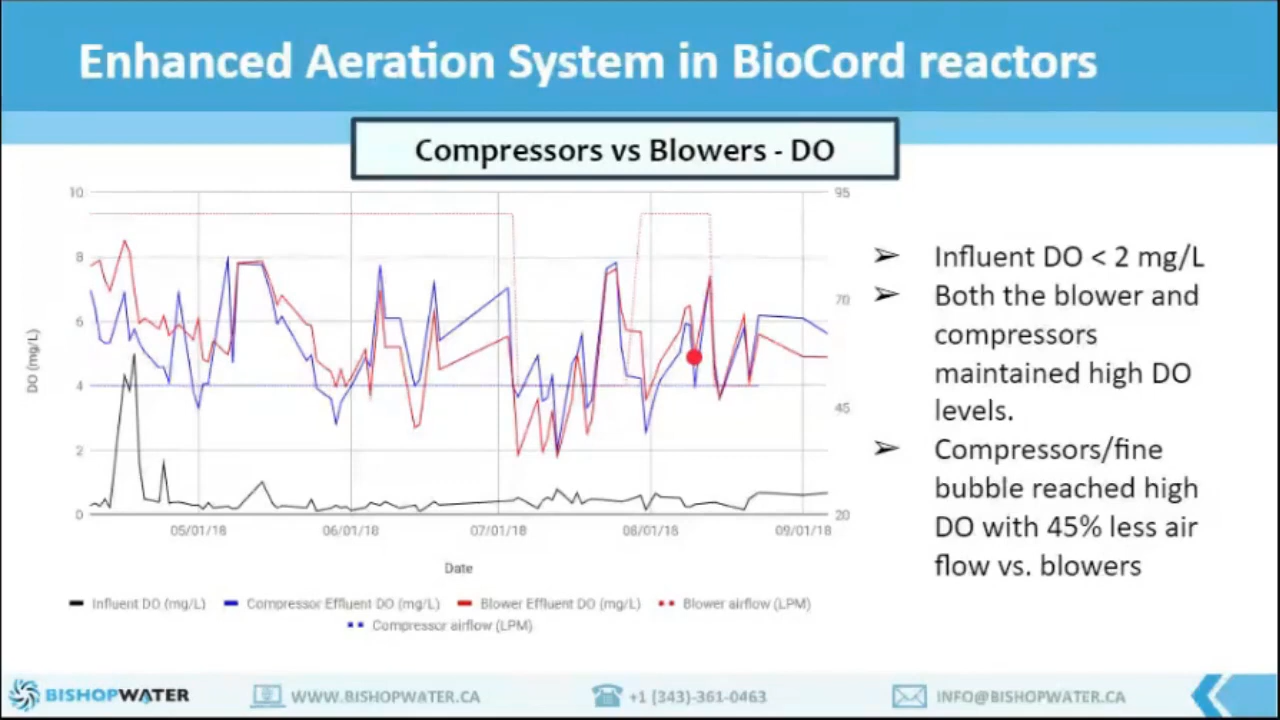 Enhanced Aeration System in BioCord reactors
Compressors vs Blowers - DO
10
8
6
4
2
0
DO (mg/L)
95
70
45
20
05/01/18
06/01/18
07/01/18
08/01/18
09/01/18
Date
Influent DO (mg/L)
Compressor Effluent DO (mg/L)
Blower Effluent DO (mg/L)
Blower airflow (LPM)
Compressor airflow (LPM)
➢ Influent DO < 2 mg/L
➢ Both the blower and
compressors
maintained high DO
levels.
➢ Compressors/fine
bubble reached high
DO with 45% less air
flow vs. blowers
BISHOPWATER
WWW.BISHOPWATER.CA
+1 (343)-361-0463
INFO@BISHOPWATER.CA